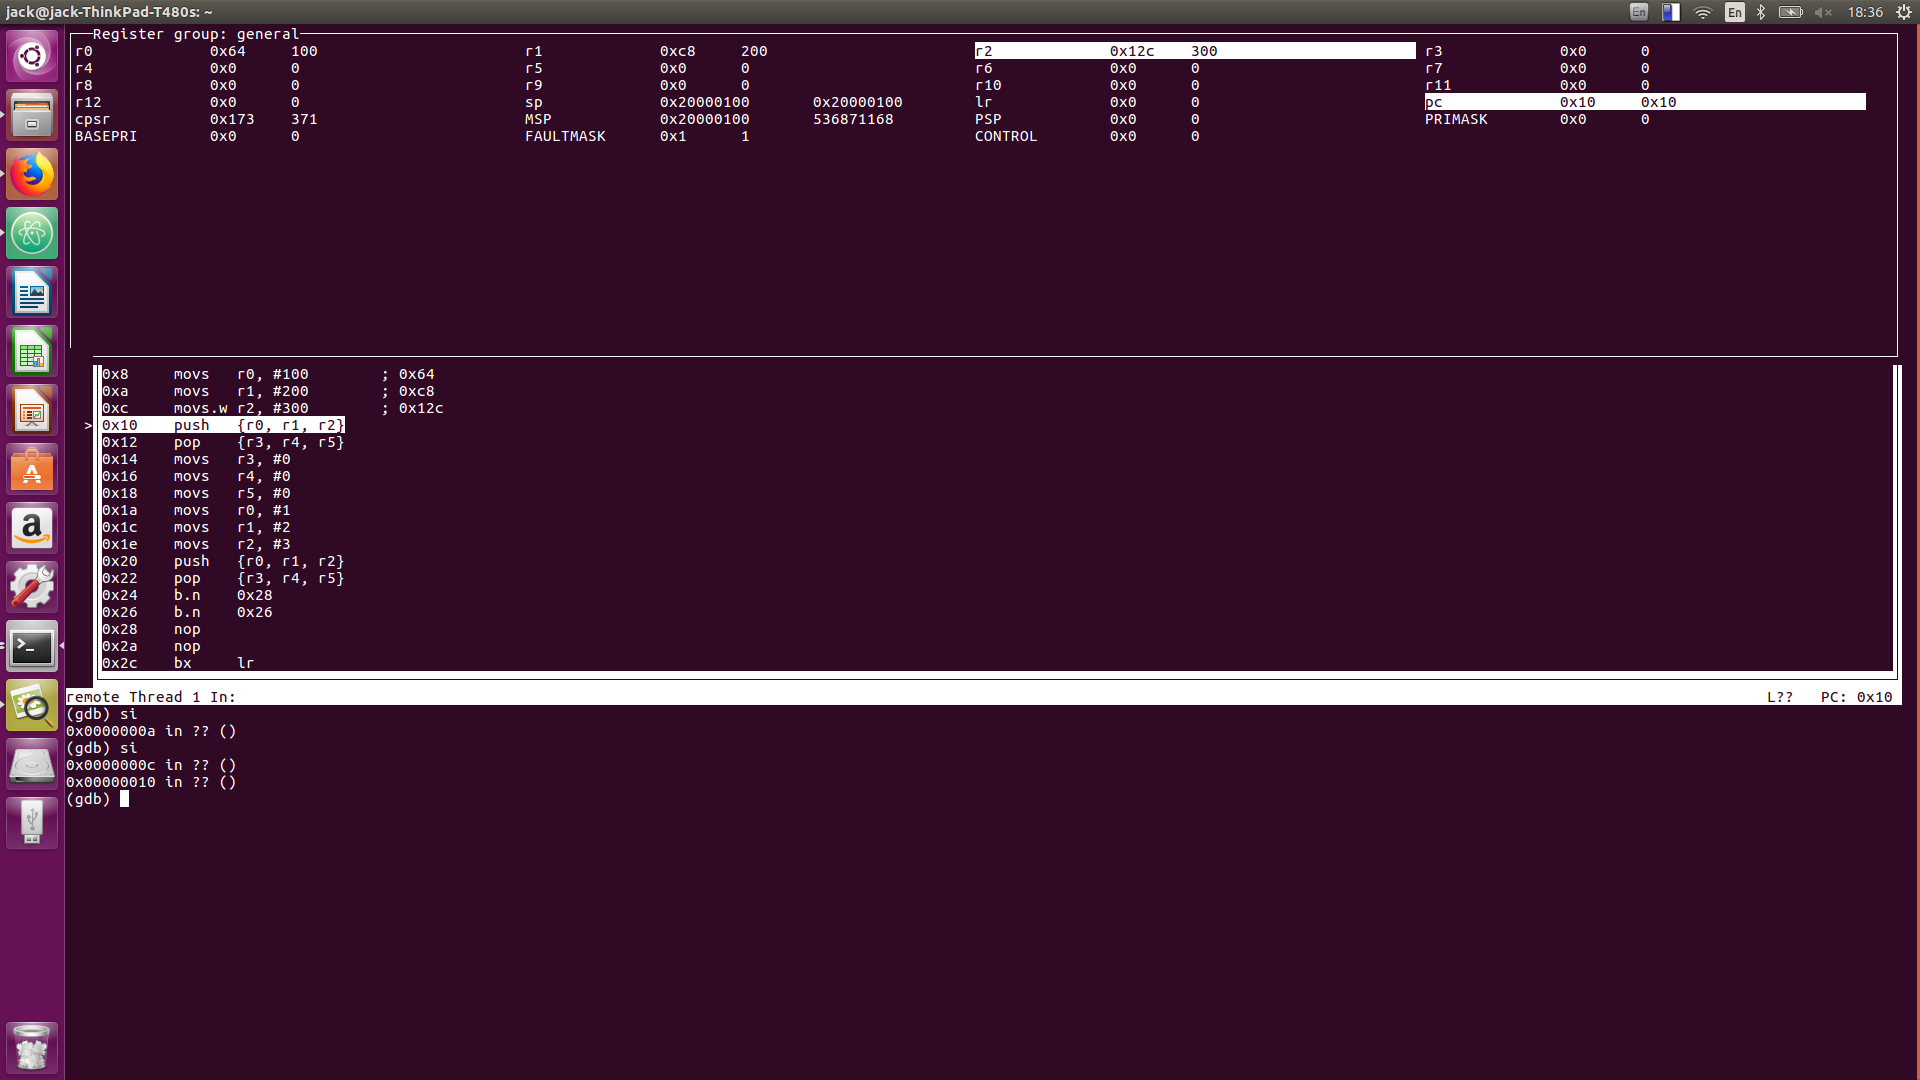 jack@jack-ThinkPad-T480s: ~ En En 18:36
Register group: general
r0 0x64 100 r1 0xc8 200 r2 0x12c 300 r3 0x0 0
r4 0x0 0 r5 0x0 0 r6 0x0 0 r7 0x0 0
r8 0x0 0 r9 0x0 0 r10 0x0 0 r11 0x0 0
r12 0x0 0 sp 0x20000100 0x20000100 lr 0x0 0 pc 0x10 0x10
cpsr 0x173 371 MSP 0x20000100 536871168 PSP 0x0 0 PRIMASK 0x0 0
BASEPRI 0x0 0 FAULTMASK 0x1 1 CONTROL 0x0 0
0x8 movs r0, #100 ; 0x64
0xa movs r1, #200 ; 0xc8
0xc movs.w r2, #300 ; 0x12c
>0x10 push {r0, r1, r2}
0x12 pop {r3, r4, r5}
0x14 movs r3, #0
0x16 movs r4, #0
0x18 movs r5, #0
0x1a movs r0, #1
0x1c movs r1, #2
0x1e movs r2, #3
0x20 push {r0, r1, r2}
0x22 pop {r3, r4, r5}
0x24 b.n 0x28
0x26 b.n 0x26
0x28 nop
0x2a nop
0x2c bx lr
remote Thread 1 In: L?? PC: 0x10
(gdb) si
0x0000000a in ?? ()
(gdb) si
0x0000000c in ?? ()
0x00000010 in ?? ()
(gdb)